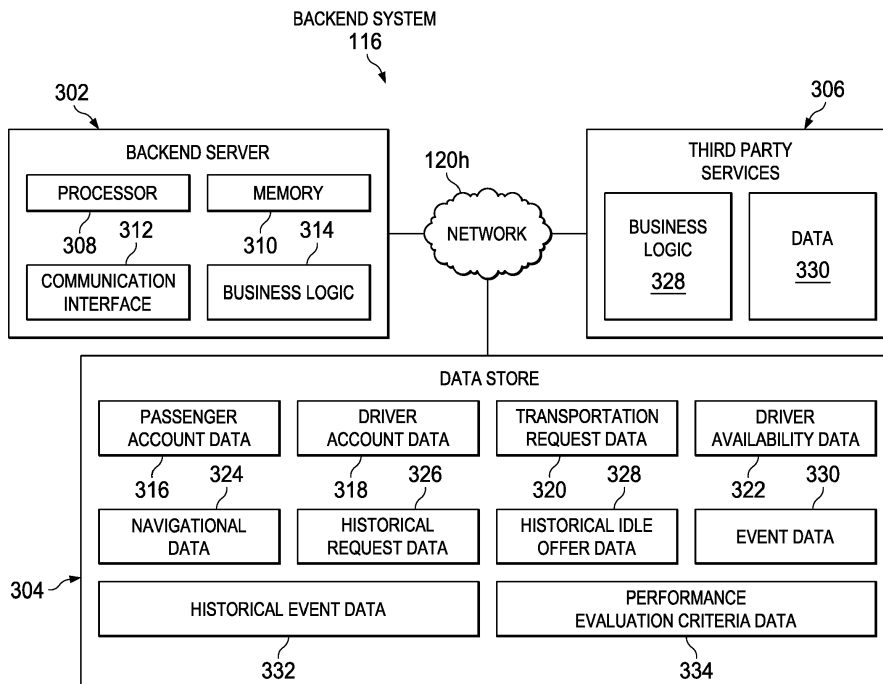 BACKEND SYSTEM
116
302
306
BACKEND SERVER
PROCESSOR
MEMORY
308
312
310
314
COMMUNICATION
INTERFACE
BUSINESS LOGIC
120h
NETWORK
THIRD PARTY
SERVICES
BUSINESS
LOGIC
328
DATA
330
DATA STORE
PASSENGER
ACCOUNT DATA
DRIVER
ACCOUNT DATA
TRANSPORTATION
REQUEST DATA
DRIVER
AVAILABILITY DATA
316
324
318
326
320
328
322
330
NAVIGATIONAL
DATA
HISTORICAL
REQUEST DATA
HISTORICAL IDLE
OFFER DATA
EVENT DATA
304
HISTORICAL EVENT DATA
PERFORMANCE
EVALUATION CRITERIA DATA
332
334